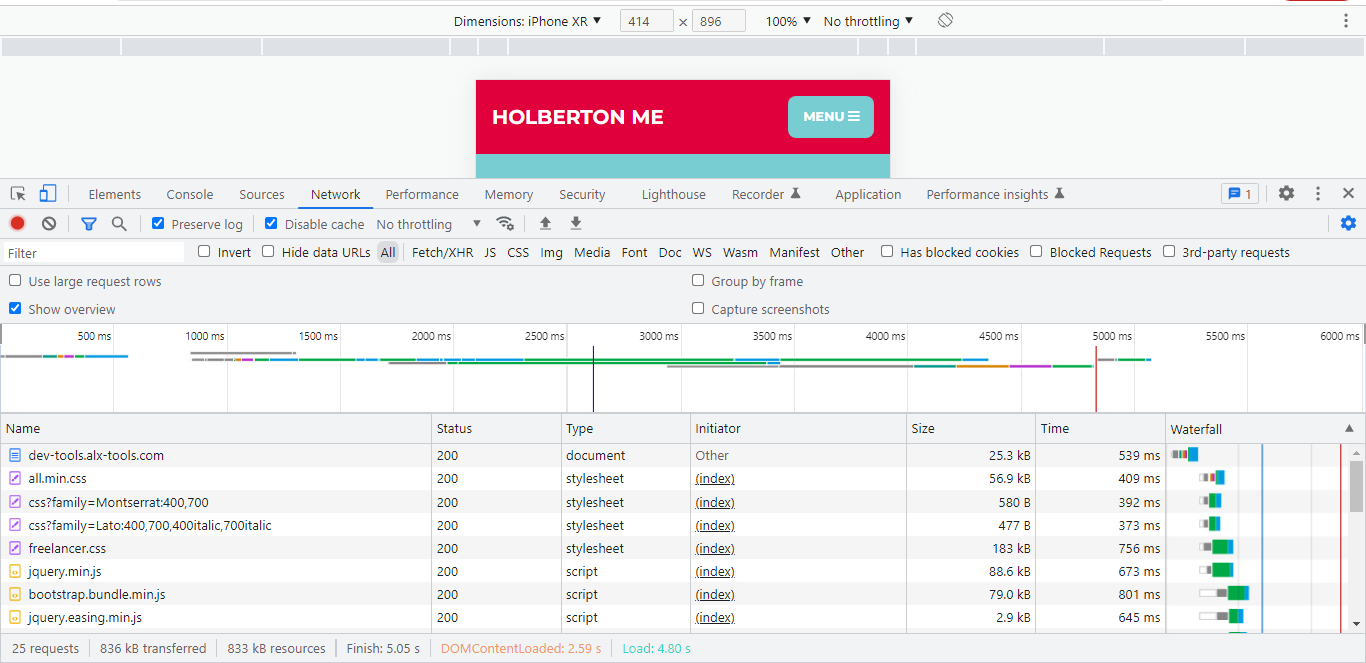 Dimensions: iPhone XR ▼ 414 × 896 100% ▼ No throttling ▼
HOLBERTON ME
MENU ☰
Elements Console Sources Network Performance Memory Security Lighthouse Recorder Application Performance insights 1
Preserve log Disable cache No throttling ▼
Filter Invert Hide data URLs All Fetch/XHR JS CSS Img Media Font Doc WS Wasm Manifest Other Has blocked cookies Blocked Requests 3rd-party requests
Use large request rows Group by frame
Show overview Capture screenshots
500 ms 1000 ms 1500 ms 2000 ms 2500 ms 3000 ms 3500 ms 4000 ms 4500 ms 5000 ms 5500 ms 6000 ms
Name Status Type Initiator Size Time Waterfall ▲
dev-tools.alx-tools.com 200 document Other 25.3 kB 539 ms
all.min.css 200 stylesheet (index) 56.9 kB 409 ms
css?family=Montserrat:400,700 200 stylesheet (index) 580 B 392 ms
css?family=Lato:400,700,400italic,700italic 200 stylesheet (index) 477 B 373 ms
freelancer.css 200 stylesheet (index) 183 kB 756 ms
jquery.min.js 200 script (index) 88.6 kB 673 ms
bootstrap.bundle.min.js 200 script (index) 79.0 kB 801 ms
jquery.easing.min.js 200 script (index) 2.9 kB 645 ms
25 requests 836 kB transferred 833 kB resources Finish: 5.05 s DOMContentLoaded: 2.59 s Load: 4.80 s